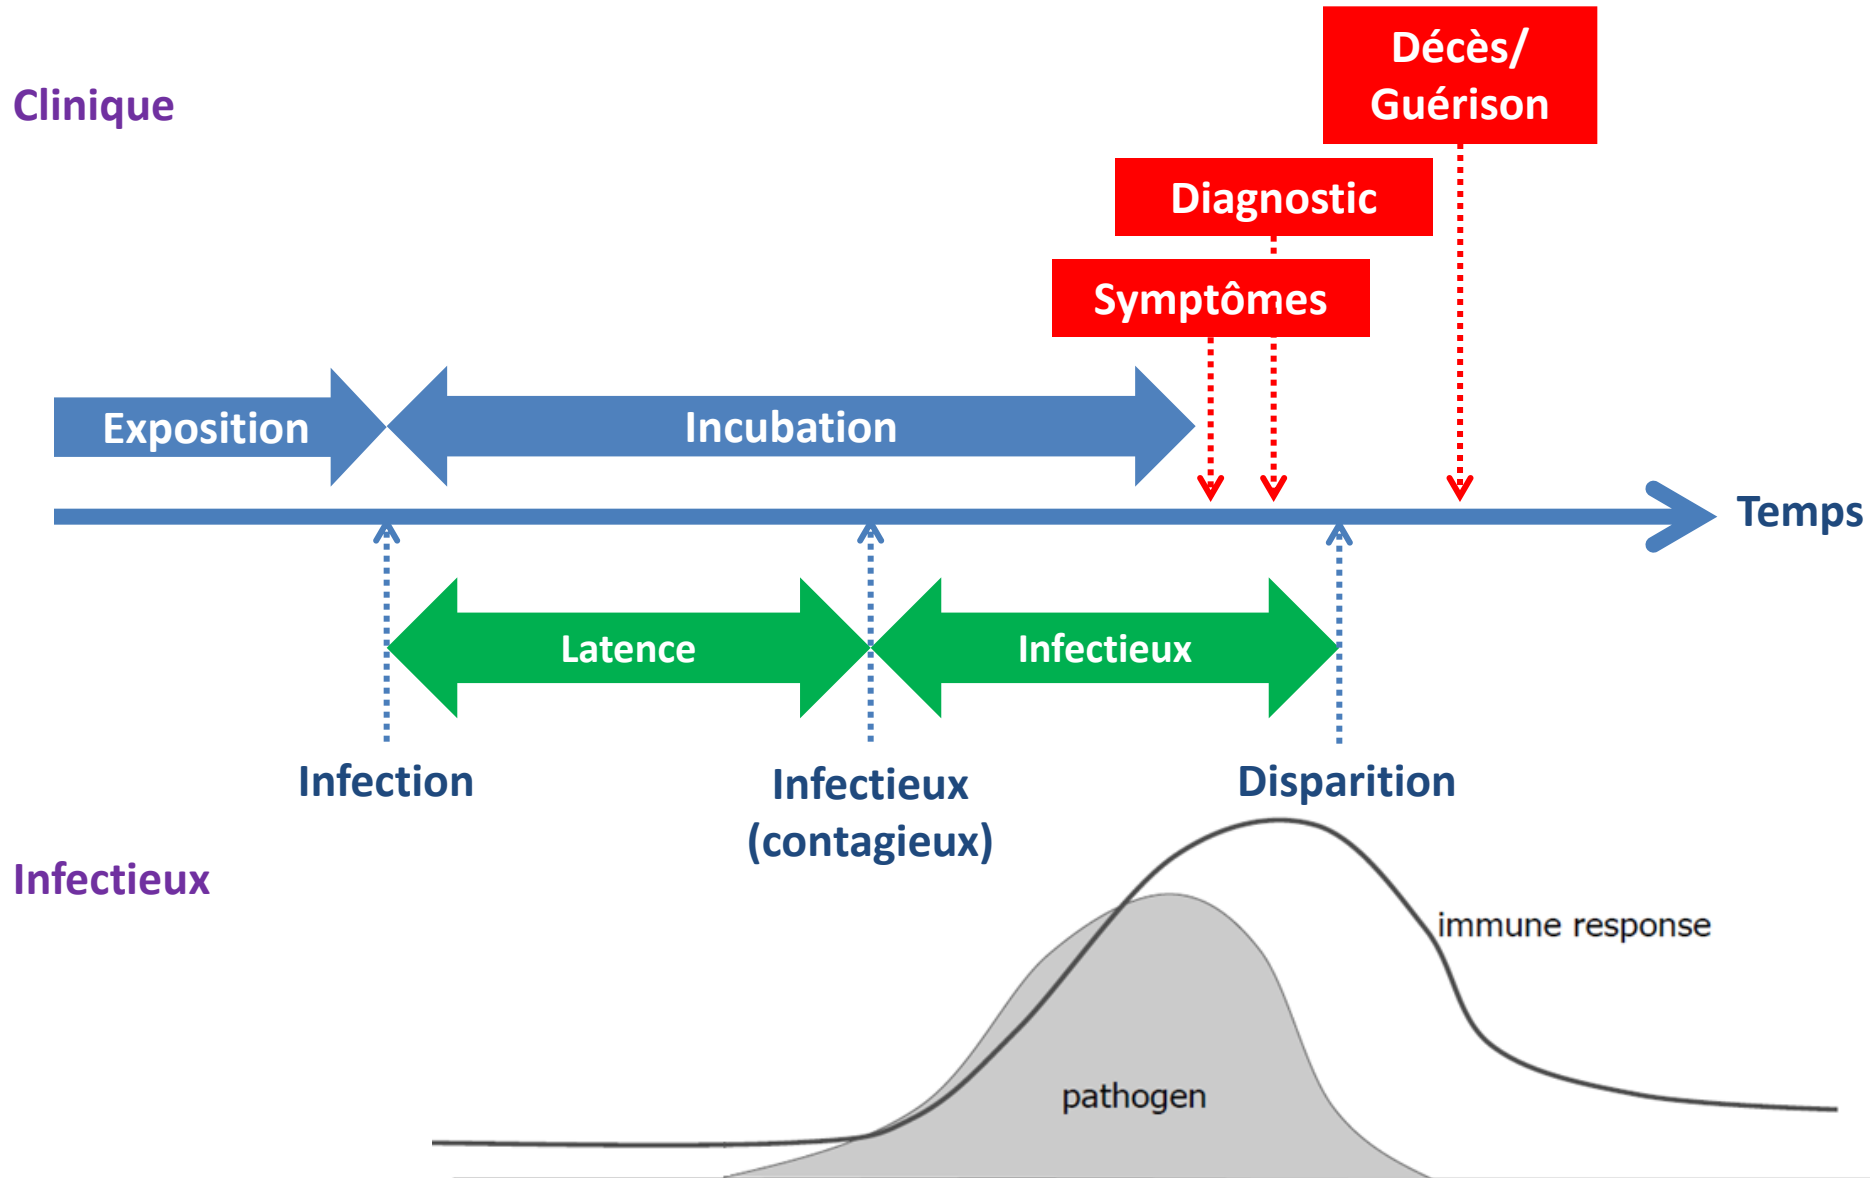 Clinique
Décès/
Guérison
Diagnostic
Symptômes
Exposition
Incubation
Temps
Latence
Infectieux
Infection
Infectieux
(contagieux)
Disparition
Infectieux
immune response
pathogen